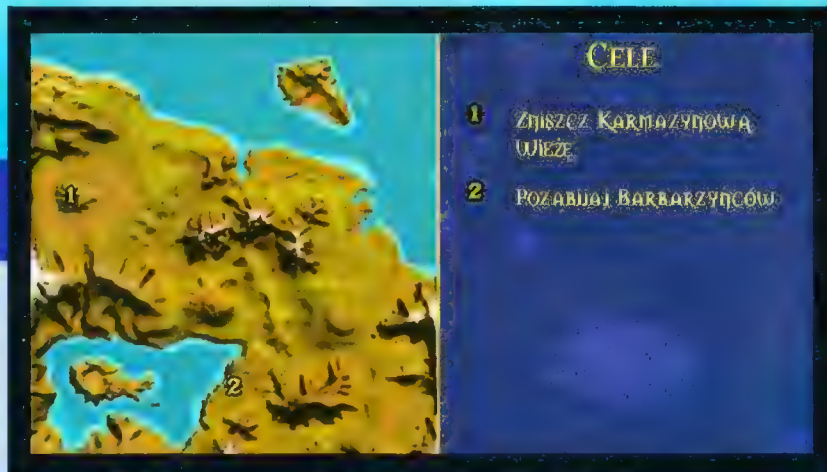 CELE
1 ZNISZCZ KARMAZYNOWĄ
WIEŻĘ
2 POZABIJAJ BARBARZYŃCÓW
1
2